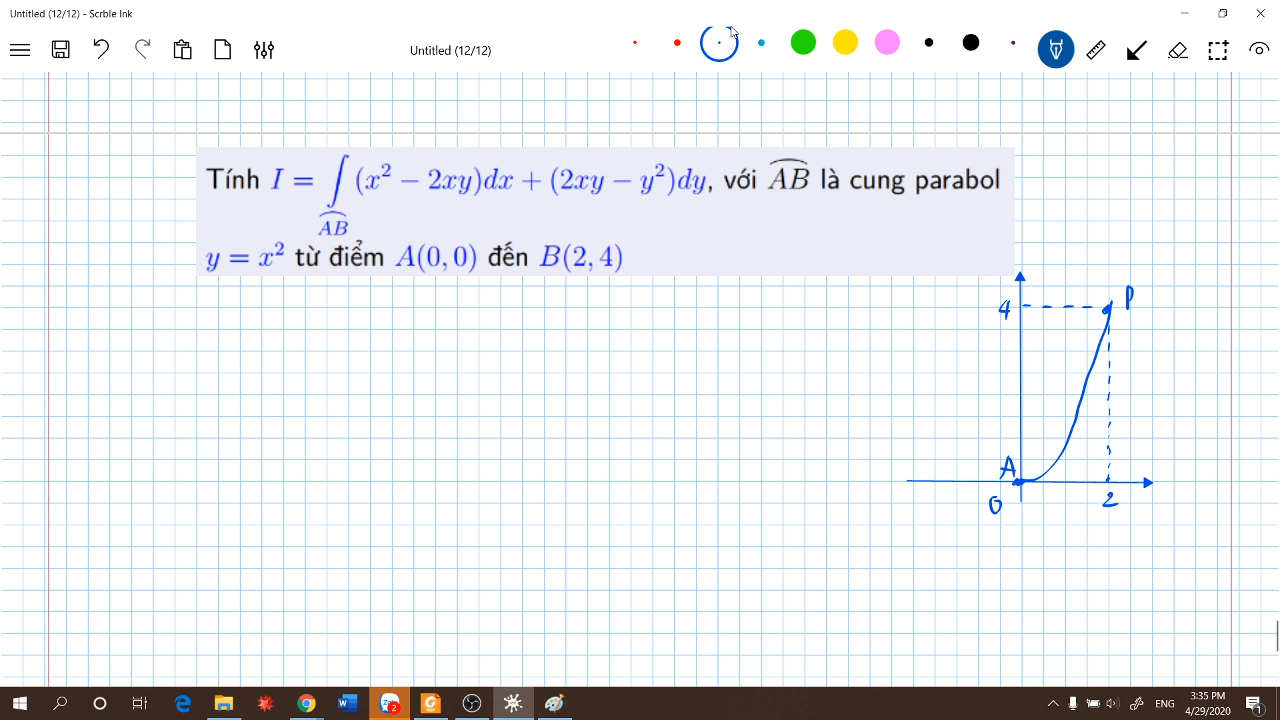 Untitled (12/12) - Scrble Ink
Untitled (12/12)
Tính I = ∫ (x² − 2xy)dx + (2xy − y²)dy, với AB là cung parabol
AB
y = x² từ điểm A(0,0) đến B(2,4)
4
A
O
2
2
ENG
3:35 PM
4/29/2020
1